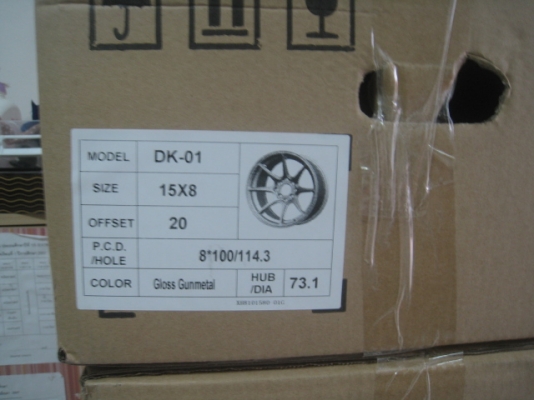 MODEL DK-01
SIZE 15X8
OFFSET 20
P.C.D. /HOLE 8*100/114.3
COLOR Gloss Gunmetal HUB /DIA 73.1